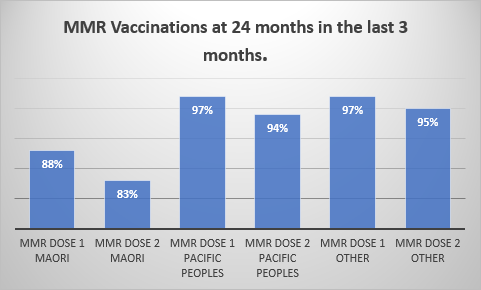 MMR Vaccinations at 24 months in the last 3
months.
88%
83%
97%
94%
97%
95%
MMR DOSE 1
MAORI
MMR DOSE 2
MAORI
MMR DOSE 1
PACIFIC
PEOPLES
MMR DOSE 2
PACIFIC
PEOPLES
MMR DOSE 1
OTHER
MMR DOSE 2
OTHER